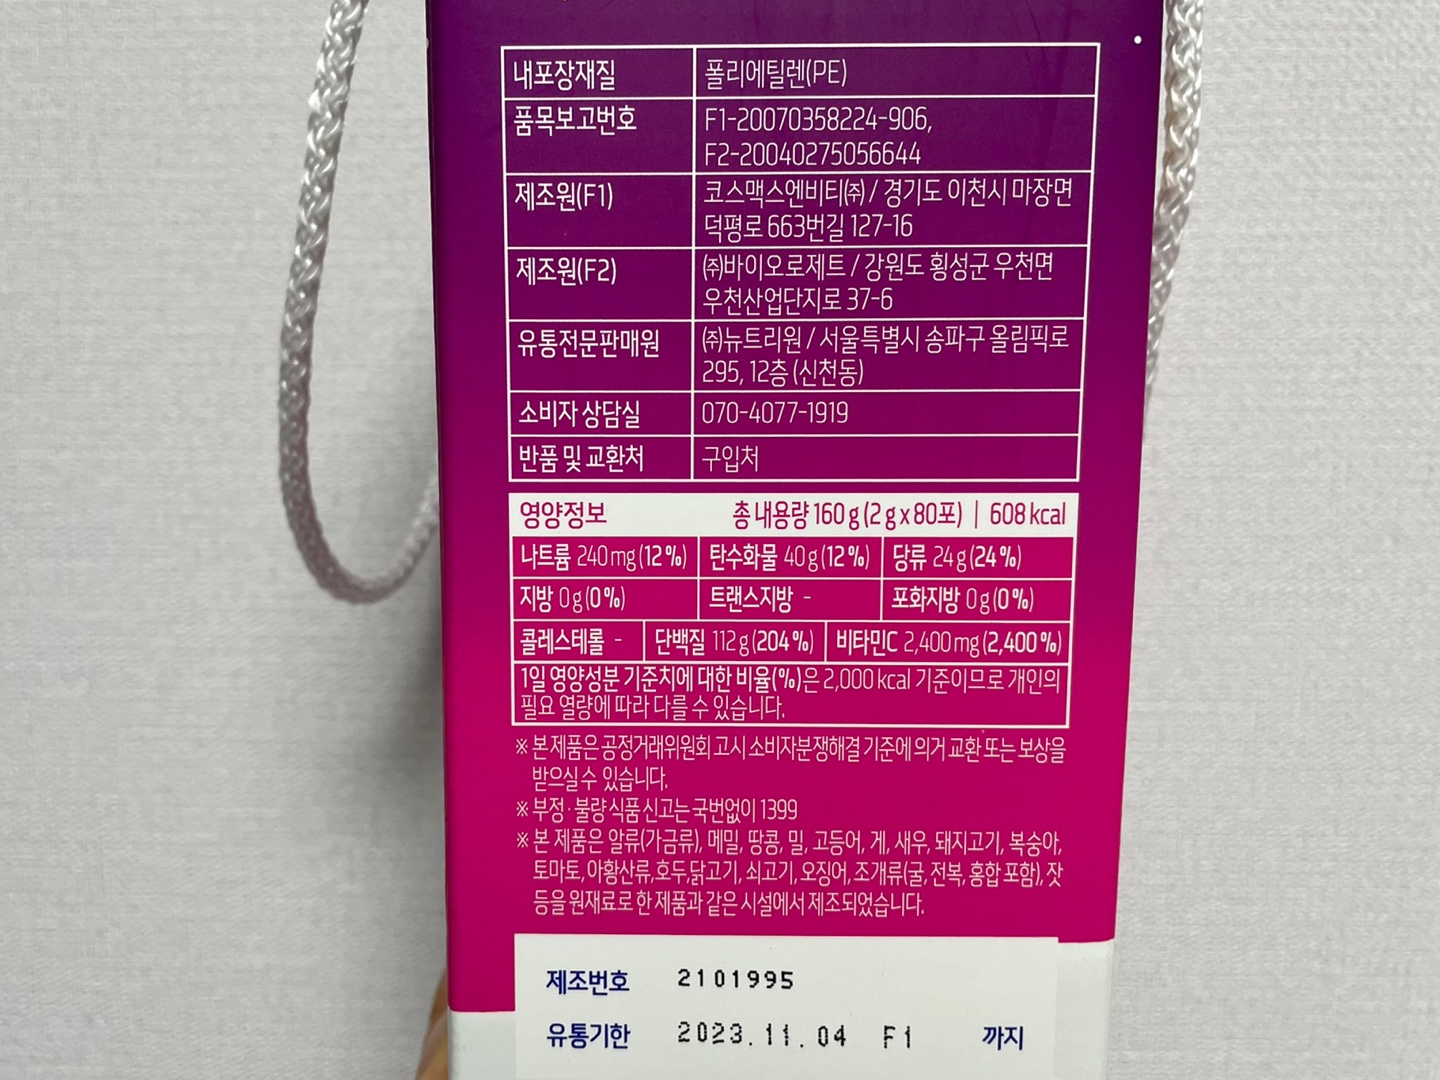 내포장재질 폴리에틸렌(PE)
품목보고번호 F1-20070358224-906,
F2-20040275056644
제조원(F1) 코스맥스엔비티㈜ / 경기도 이천시 마장면
덕평로 663번길 127-16
제조원(F2) ㈜바이오로제트 / 강원도 횡성군 우천면
우천산업단지로 37-6
유통전문판매원 ㈜뉴트리원 / 서울특별시 송파구 올림픽로
295, 12층 (신천동)
소비자 상담실 070-4077-1919
반품 및 교환처 구입처
영양정보 총 내용량 160 g (2 g x 80포) | 608 kcal
나트륨 240 mg (12 %) 탄수화물 40 g (12 %) 당류 24 g (24 %)
지방 0 g (0 %) 트랜스지방 - 포화지방 0 g (0 %)
콜레스테롤 - 단백질 112 g (204 %) 비타민C 2,400 mg (2,400 %)
1일 영양성분 기준치에 대한 비율(%)은 2,000 kcal 기준이므로 개인의
필요 열량에 따라 다를 수 있습니다.
※ 본 제품은 공정거래위원회 고시 소비자분쟁해결 기준에 의거 교환 또는 보상을
받으실 수 있습니다.
※ 부정·불량식품 신고는 국번없이 1399
※ 본 제품은 알류(가금류), 메밀, 땅콩, 밀, 고등어, 게, 새우, 돼지고기, 복숭아,
토마토, 아황산류, 호두, 닭고기, 쇠고기, 오징어, 조개류(굴, 전복, 홍합 포함), 잣
등을 원재료로 한 제품과 같은 시설에서 제조되었습니다.
제조번호 2101995
유통기한 2023.11.04 F1 까지